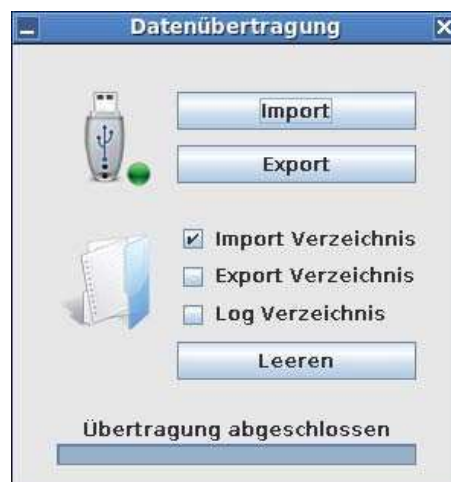 Datenübertragung
Import
Export
Import Verzeichnis
Export Verzeichnis
Log Verzeichnis
Leeren
Übertragung abgeschlossen